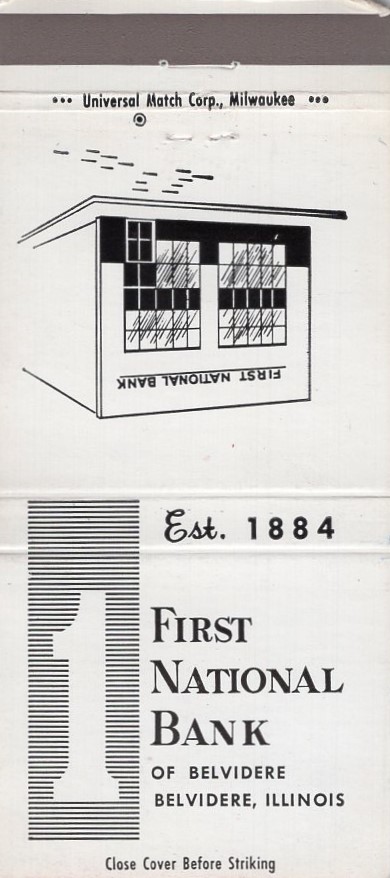 ••• Universal Match Corp., Milwaukee •••
FIRST NATIONAL BANK
Est. 1884
1
FIRST
NATIONAL
BANK
OF BELVIDERE
BELVIDERE, ILLINOIS
Close Cover Before Striking